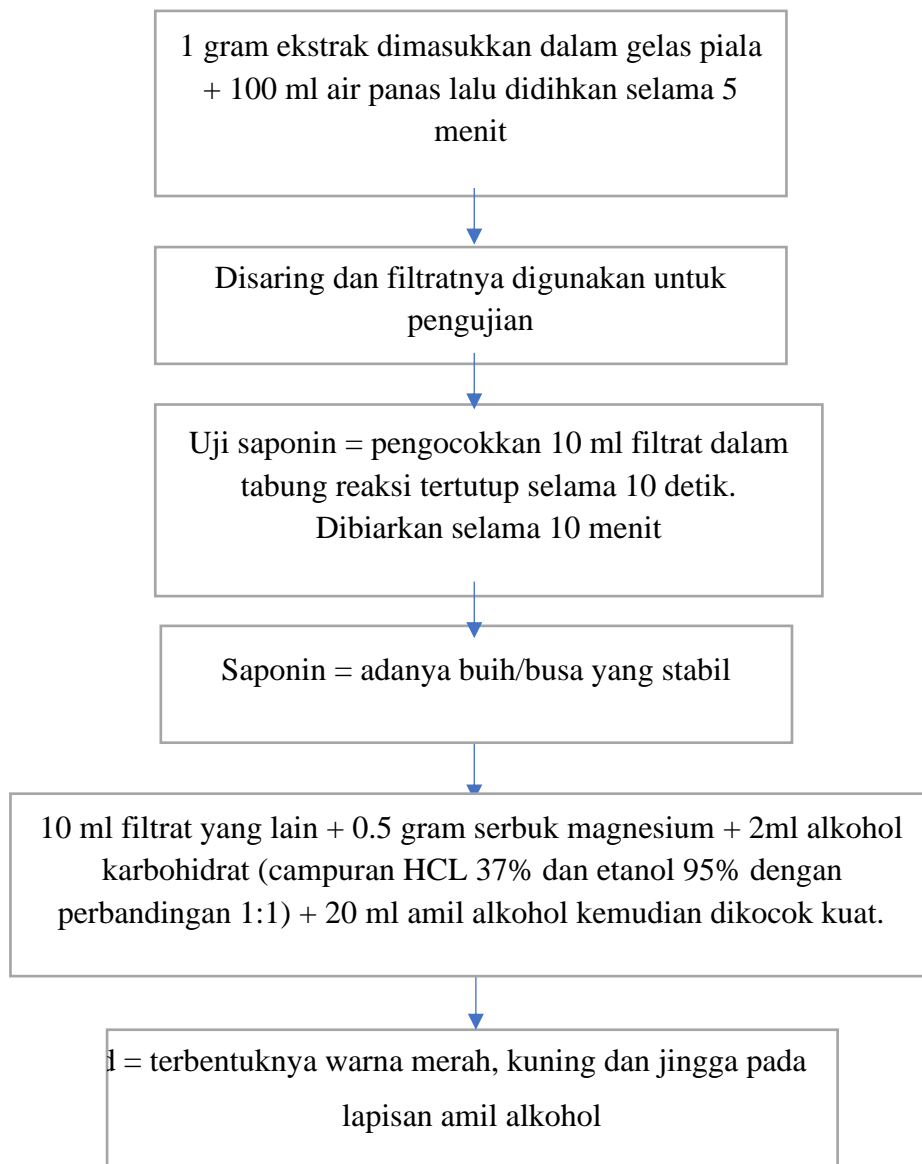 1 gram ekstrak dimasukkan dalam gelas piala
+ 100 ml air panas lalu didihkan selama 5
menit
Disaring dan filtratnya digunakan untuk
pengujian
Uji saponin = pengocokkan 10 ml filtrat dalam
tabung reaksi tertutup selama 10 detik.
Dibiarkan selama 10 menit
Saponin = adanya buih/busa yang stabil
10 ml filtrat yang lain + 0.5 gram serbuk magnesium + 2ml alkohol
karbohidrat (campuran HCL 37% dan etanol 95% dengan
perbandingan 1:1) + 20 ml amil alkohol kemudian dikocok kuat.
d = terbentuknya warna merah, kuning dan jingga pada
lapisan amil alkohol